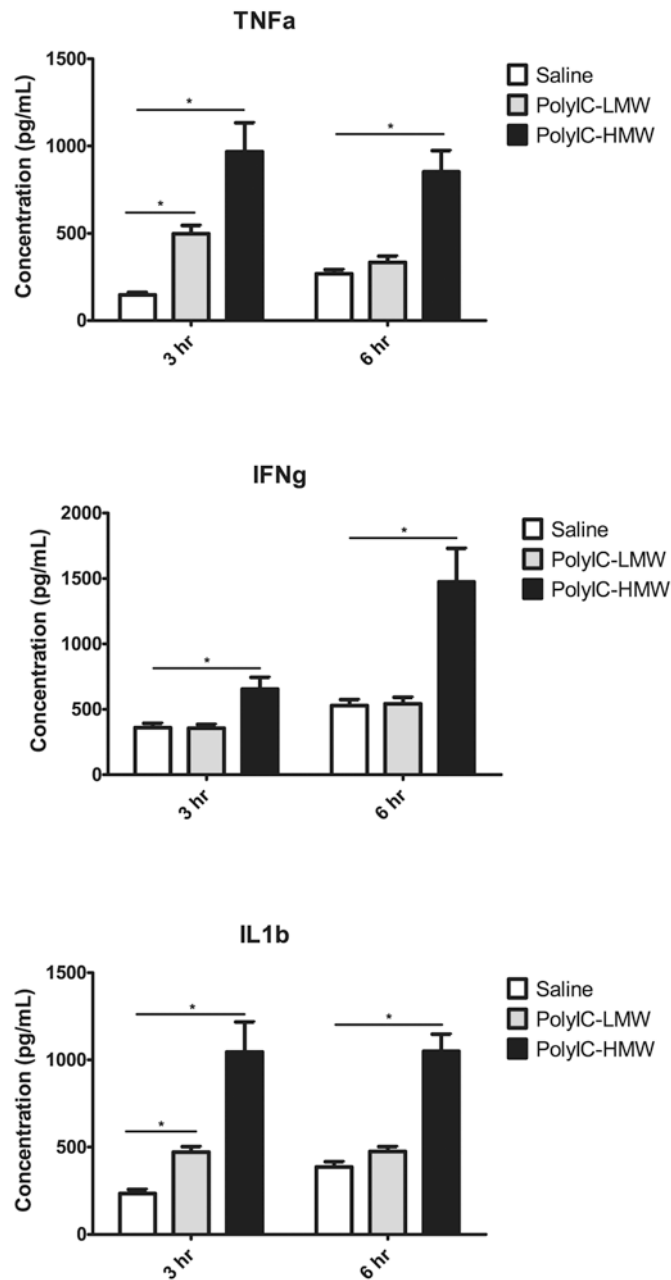 TNFa
Concentration (pg/mL)
1500
1000
500
0
*
*
*
3 hr
6 hr
Saline
PolyIC-LMW
PolyIC-HMW
IFNg
Concentration (pg/mL)
2000
1500
1000
500
0
*
*
3 hr
6 hr
Saline
PolyIC-LMW
PolyIC-HMW
IL1b
Concentration (pg/mL)
1500
1000
500
0
*
*
*
3 hr
6 hr
Saline
PolyIC-LMW
PolyIC-HMW